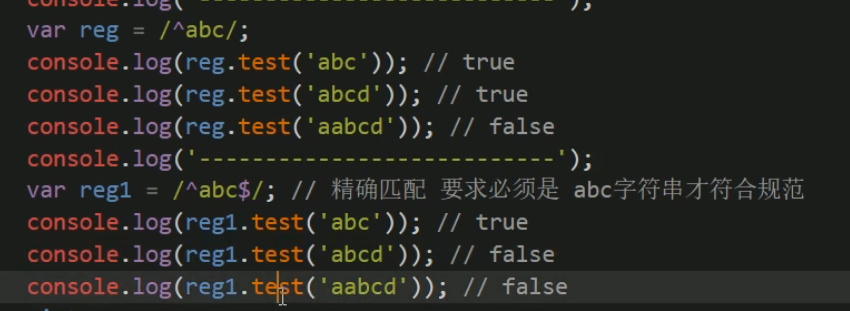 console.log('---------------------------');
var reg = /^abc/;
console.log(reg.test('abc')); // true
console.log(reg.test('abcd')); // true
console.log(reg.test('aabcd')); // false
console.log('---------------------------');
var reg1 = /^abc$/; // 精确匹配 要求必须是 abc字符串才符合规范
console.log(reg1.test('abc')); // true
console.log(reg1.test('abcd')); // false
console.log(reg1.test('aabcd')); // false